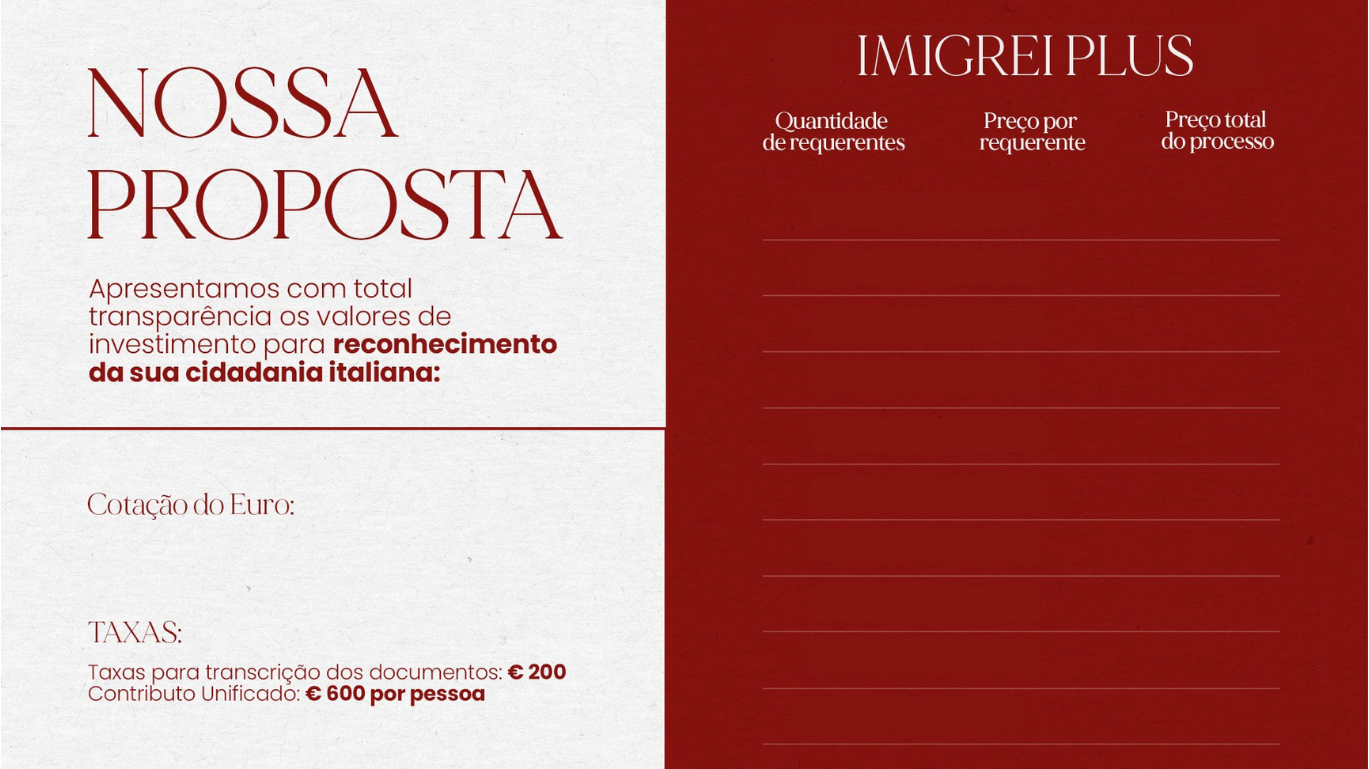 NOSSA
PROPOSTA
Apresentamos com total
transparência os valores de
investimento para reconhecimento
da sua cidadania italiana:
Cotação do Euro:
TAXAS:
Taxas para transcrição dos documentos: € 200
Contributo Unificado: € 600 por pessoa
IMIGREI PLUS
Quantidade
de requerentes
Preço por
requerente
Preço total
do processo